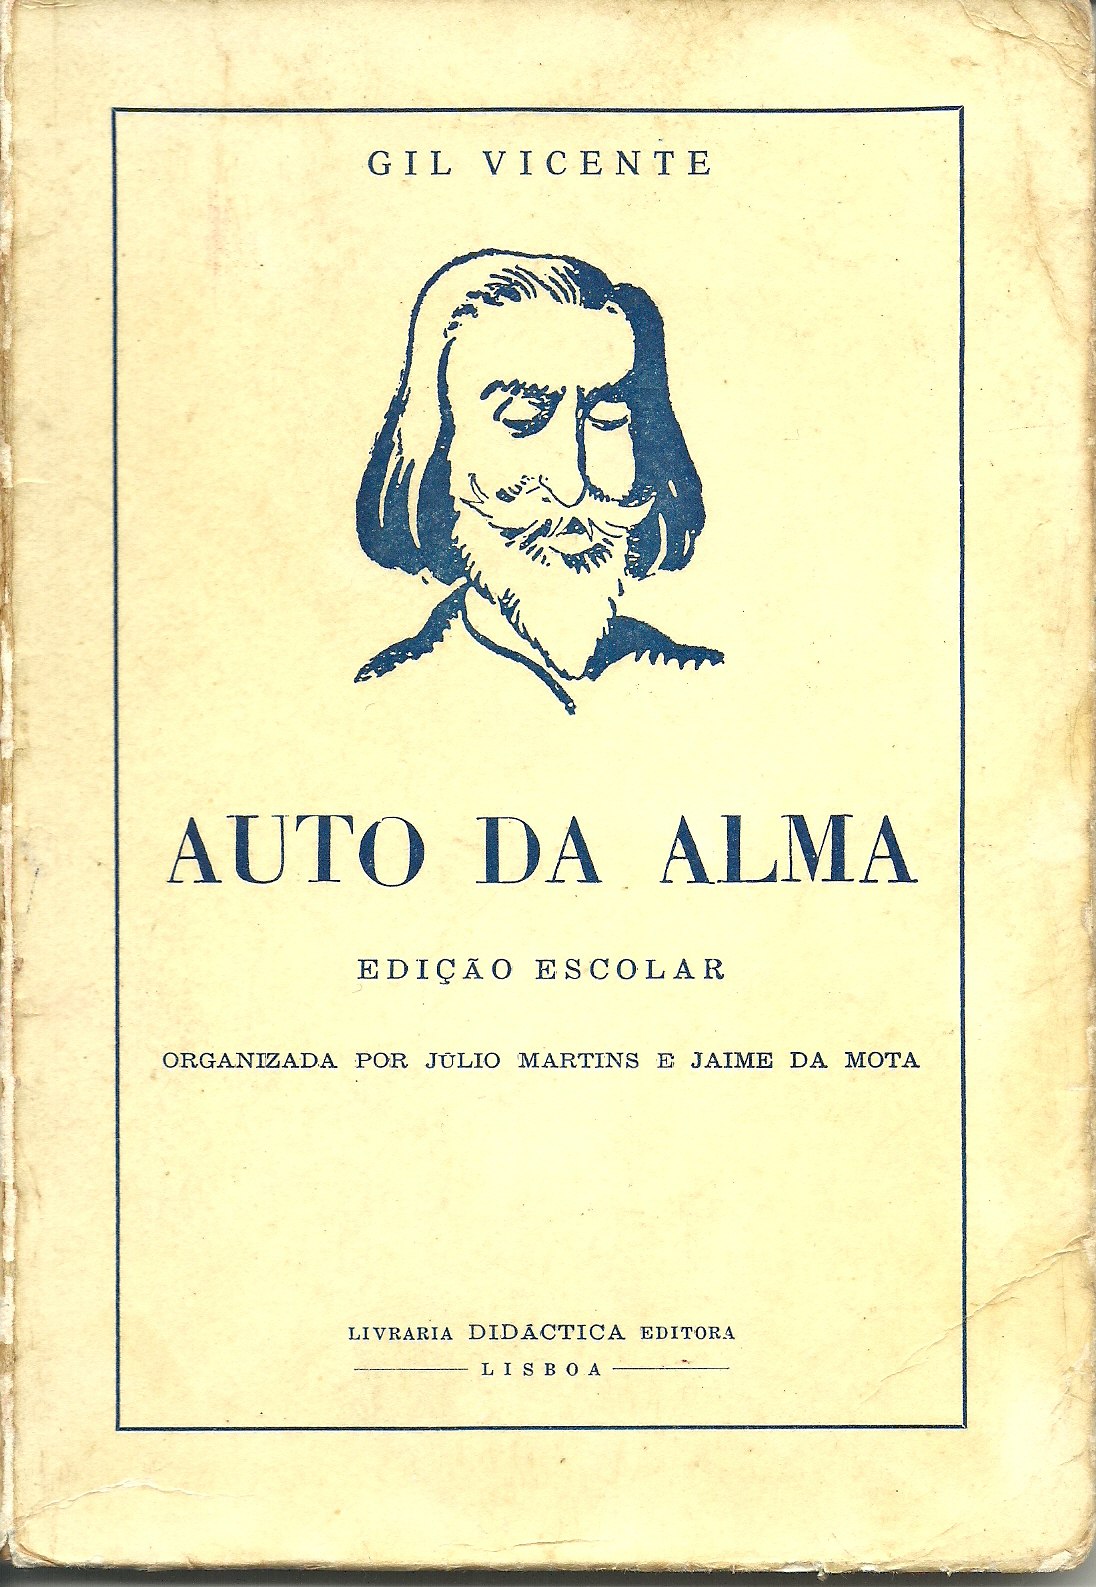 GIL VICENTE
AUTO DA ALMA
EDIÇÃO ESCOLAR
ORGANIZADA POR JÚLIO MARTINS E JAIME DA MOTA
LIVRARIA DIDÁCTICA EDITORA
LISBOA